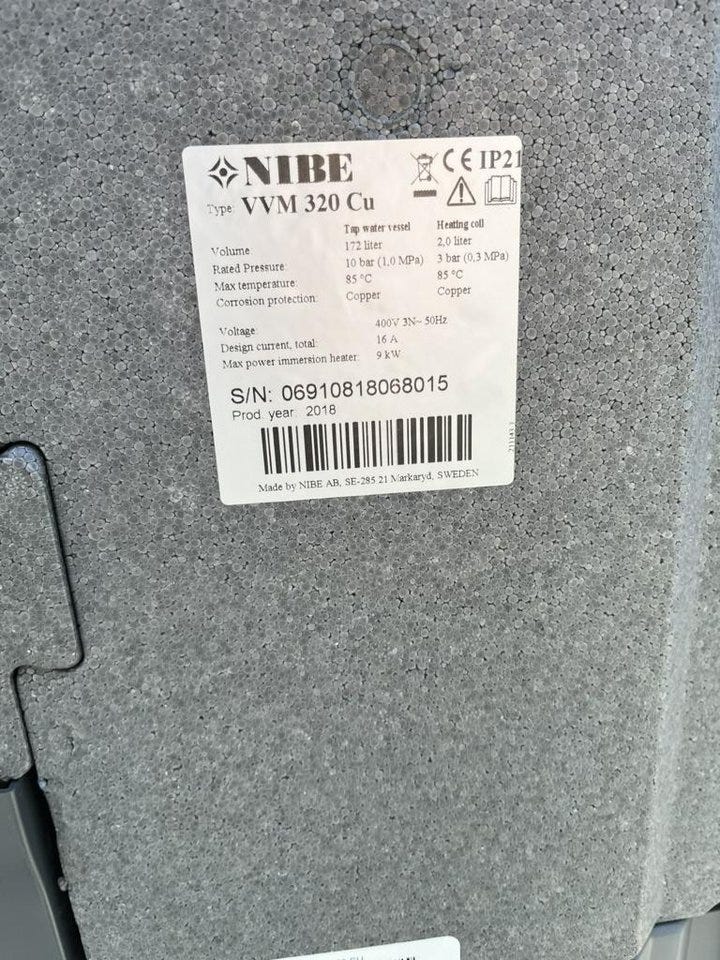 NIBE
CE IP21
Type: VVM 320 Cu
Tap water vessel Heating coil
Volume: 172 liter 2,0 liter
Rated Pressure: 10 bar (1,0 MPa) 3 bar (0,3 MPa)
Max temperature: 85 °C 85 °C
Corrosion protection: Copper Copper
Voltage: 400V 3N~ 50Hz
Design current, total: 16 A
Max power immersion heater: 9 kW
S/N: 06910818068015
Prod. year: 2018
Made by NIBE AB, SE-285 21 Markaryd, SWEDEN